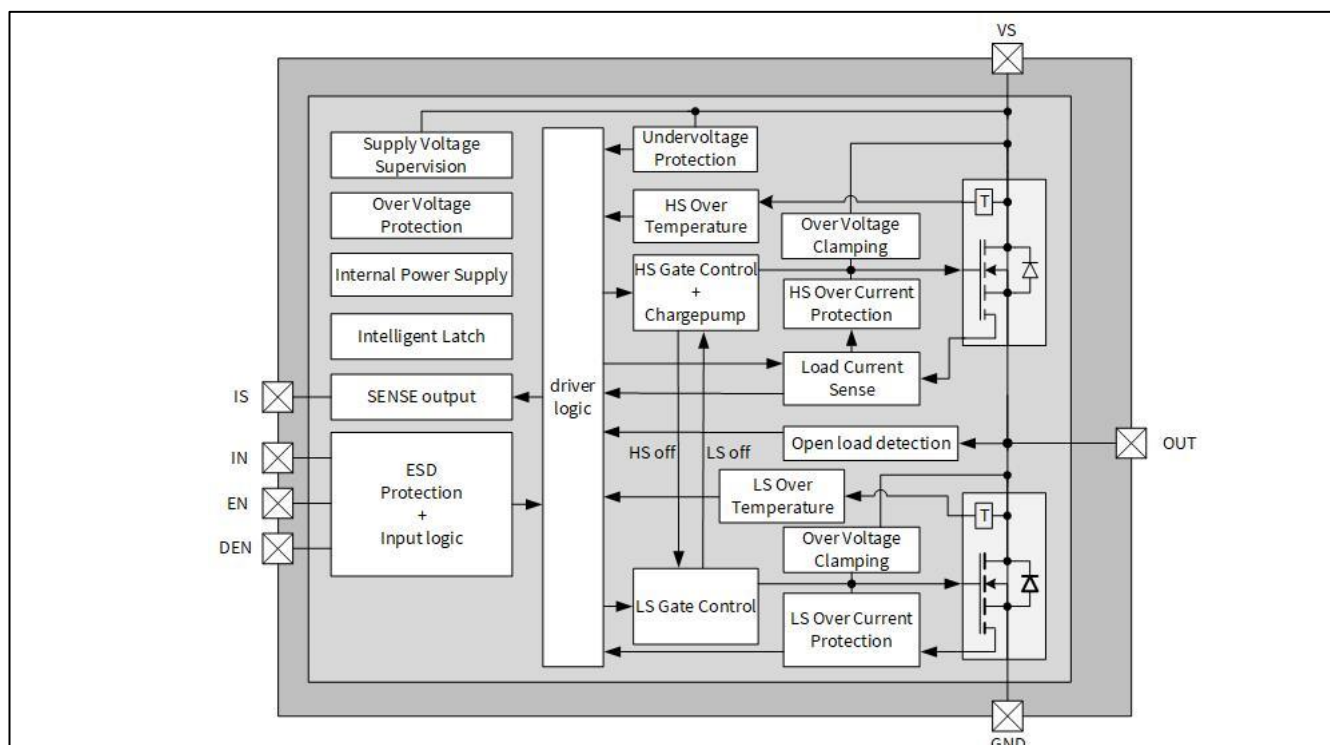 VS
Supply Voltage
Supervision
Undervoltage
Protection
Over Voltage
Protection
HS Over
Temperature
Over Voltage
Clamping
T
Internal Power Supply
HS Gate Control
+
Chargepump
HS Over Current
Protection
Intelligent Latch
Load Current
Sense
driver
logic
IS
SENSE output
Open load detection
OUT
HS off
LS off
IN
EN
DEN
ESD
Protection
+
Input logic
LS Over
Temperature
T
Over Voltage
Clamping
LS Gate Control
LS Over Current
Protection
GND